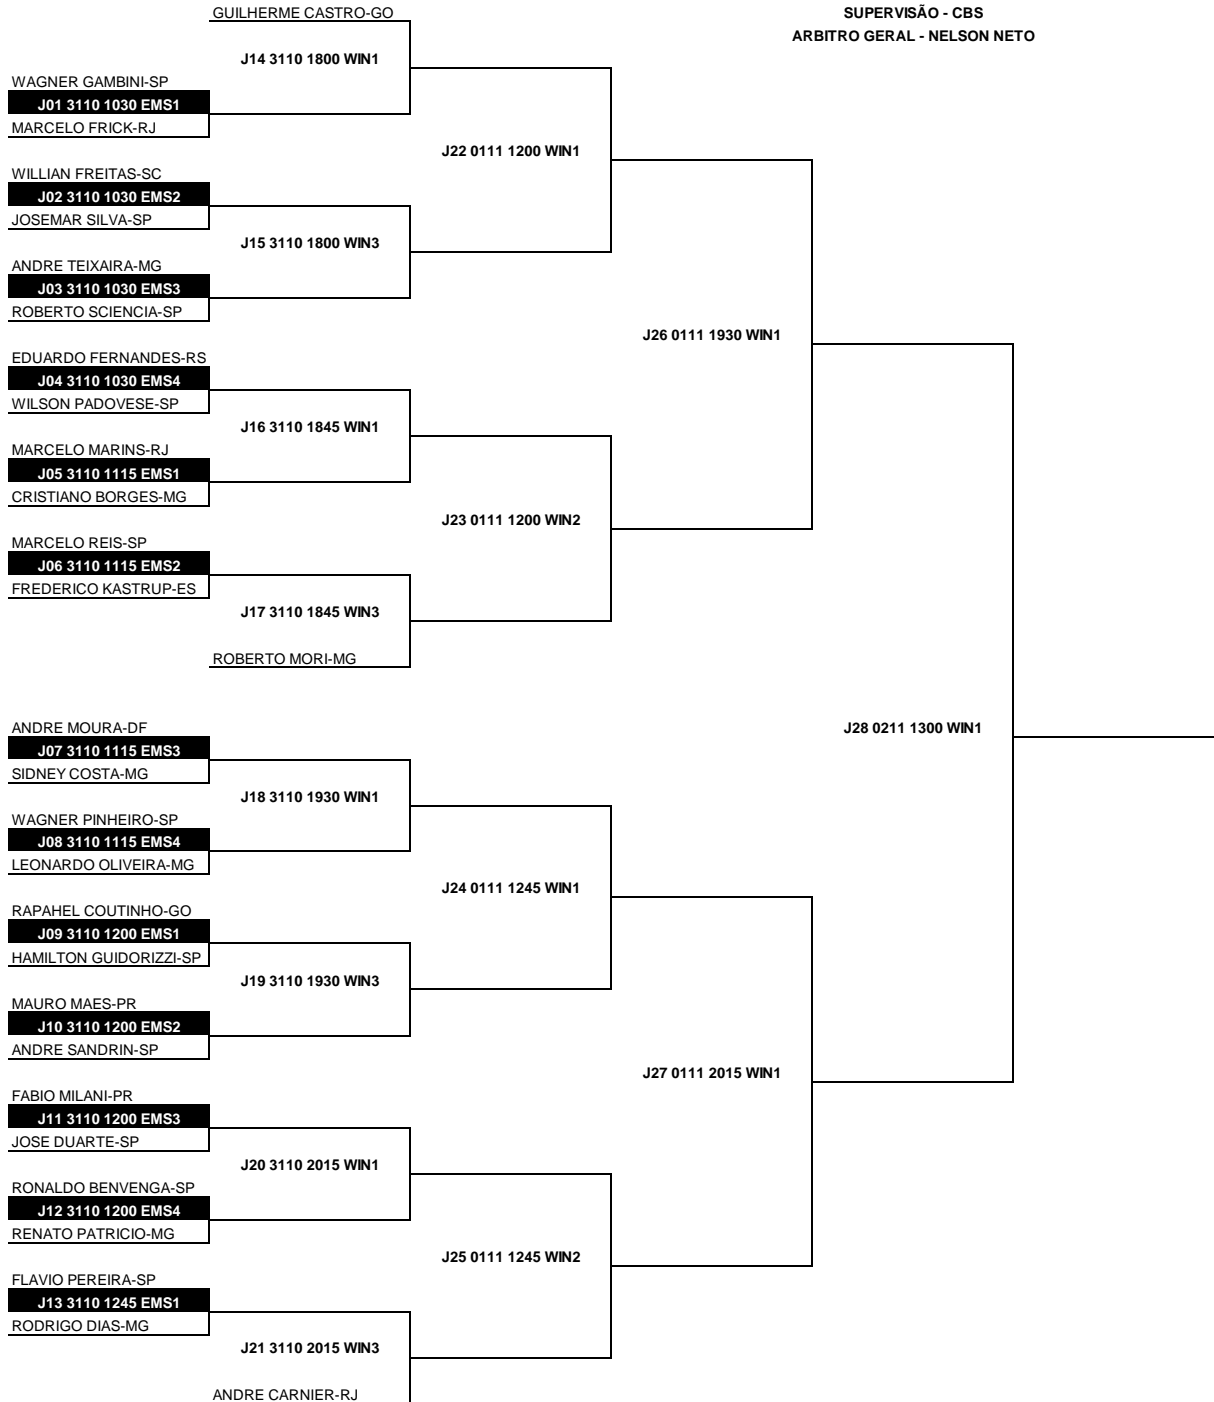 GUILHERME CASTRO-GO
SUPERVISÃO - CBS
ARBITRO GERAL - NELSON NETO
J14 3110 1800 WIN1
WAGNER GAMBINI-SP
J01 3110 1030 EMS1
MARCELO FRICK-RJ
J22 0111 1200 WIN1
WILLIAN FREITAS-SC
J02 3110 1030 EMS2
JOSEMAR SILVA-SP
J15 3110 1800 WIN3
ANDRE TEIXAIRA-MG
J03 3110 1030 EMS3
ROBERTO SCIENCIA-SP
J26 0111 1930 WIN1
EDUARDO FERNANDES-RS
J04 3110 1030 EMS4
WILSON PADOVESE-SP
J16 3110 1845 WIN1
MARCELO MARINS-RJ
J05 3110 1115 EMS1
CRISTIANO BORGES-MG
J23 0111 1200 WIN2
MARCELO REIS-SP
J06 3110 1115 EMS2
FREDERICO KASTRUP-ES
J17 3110 1845 WIN3
ROBERTO MORI-MG
ANDRE MOURA-DF
J28 0211 1300 WIN1
J07 3110 1115 EMS3
SIDNEY COSTA-MG
J18 3110 1930 WIN1
WAGNER PINHEIRO-SP
J08 3110 1115 EMS4
LEONARDO OLIVEIRA-MG
J24 0111 1245 WIN1
RAPAHEL COUTINHO-GO
J09 3110 1200 EMS1
HAMILTON GUIDORIZZI-SP
J19 3110 1930 WIN3
MAURO MAES-PR
J10 3110 1200 EMS2
ANDRE SANDRIN-SP
J27 0111 2015 WIN1
FABIO MILANI-PR
J11 3110 1200 EMS3
JOSE DUARTE-SP
J20 3110 2015 WIN1
RONALDO BENVENGA-SP
J12 3110 1200 EMS4
RENATO PATRICIO-MG
J25 0111 1245 WIN2
FLAVIO PEREIRA-SP
J13 3110 1245 EMS1
RODRIGO DIAS-MG
J21 3110 2015 WIN3
ANDRE CARNIER-RJ